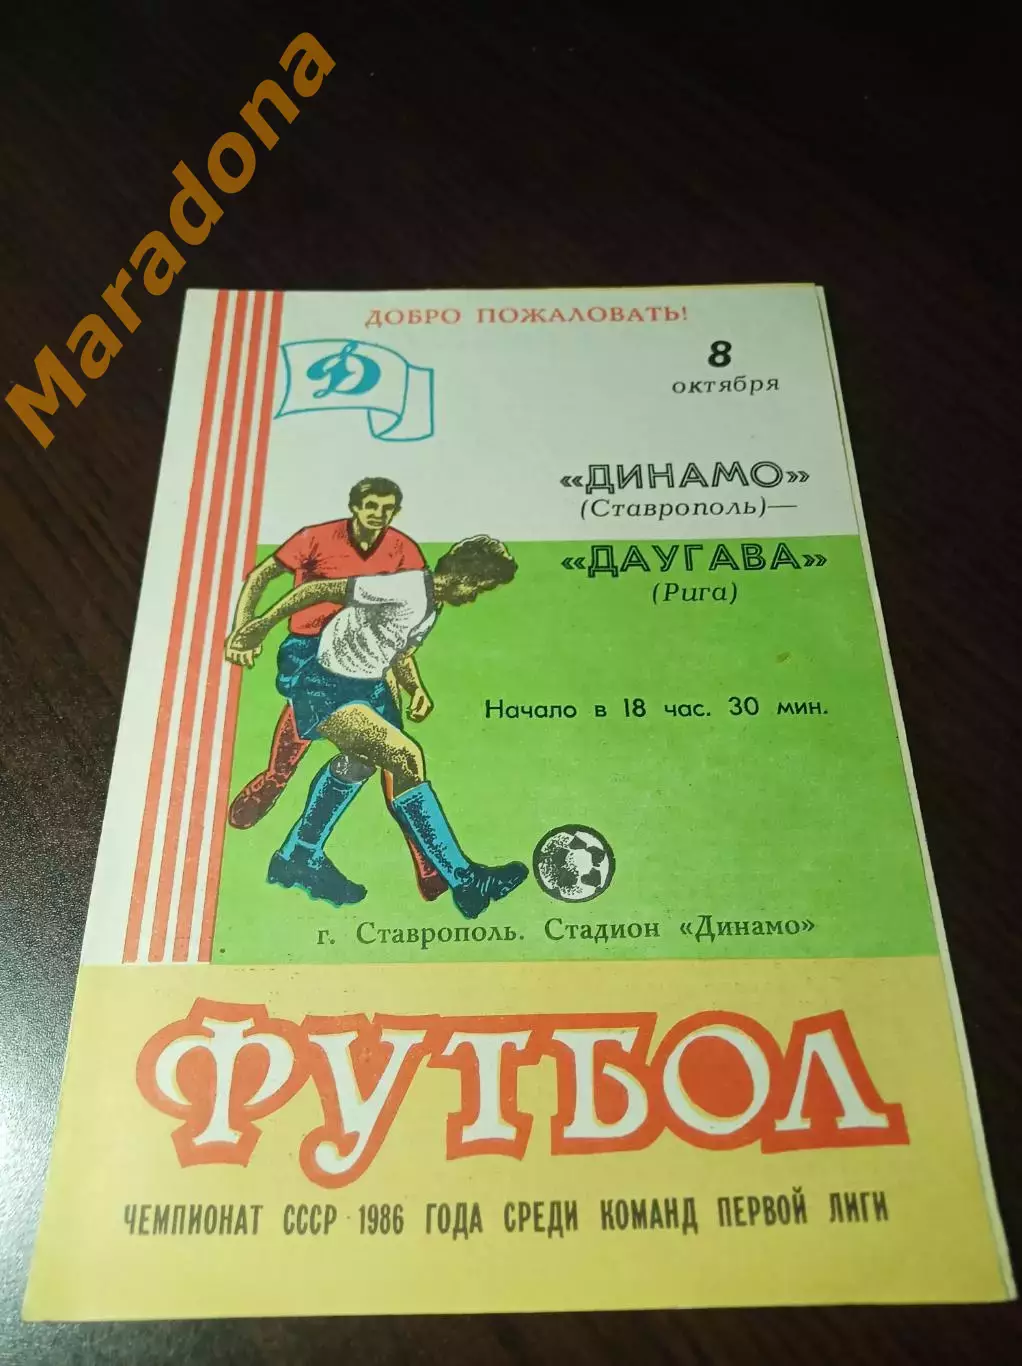 Maradona
ДОБРО ПОЖАЛОВАТЬ!
Д
8
октября
«ДИНАМО»
(Ставрополь)—
«ДАУГАВА»
(Рига)
Начало в 18 час. 30 мин.
г. Ставрополь. Стадион «Динамо»
ФУТБОЛ
ЧЕМПИОНАТ СССР 1986 ГОДА СРЕДИ КОМАНД ПЕРВОЙ ЛИГИ